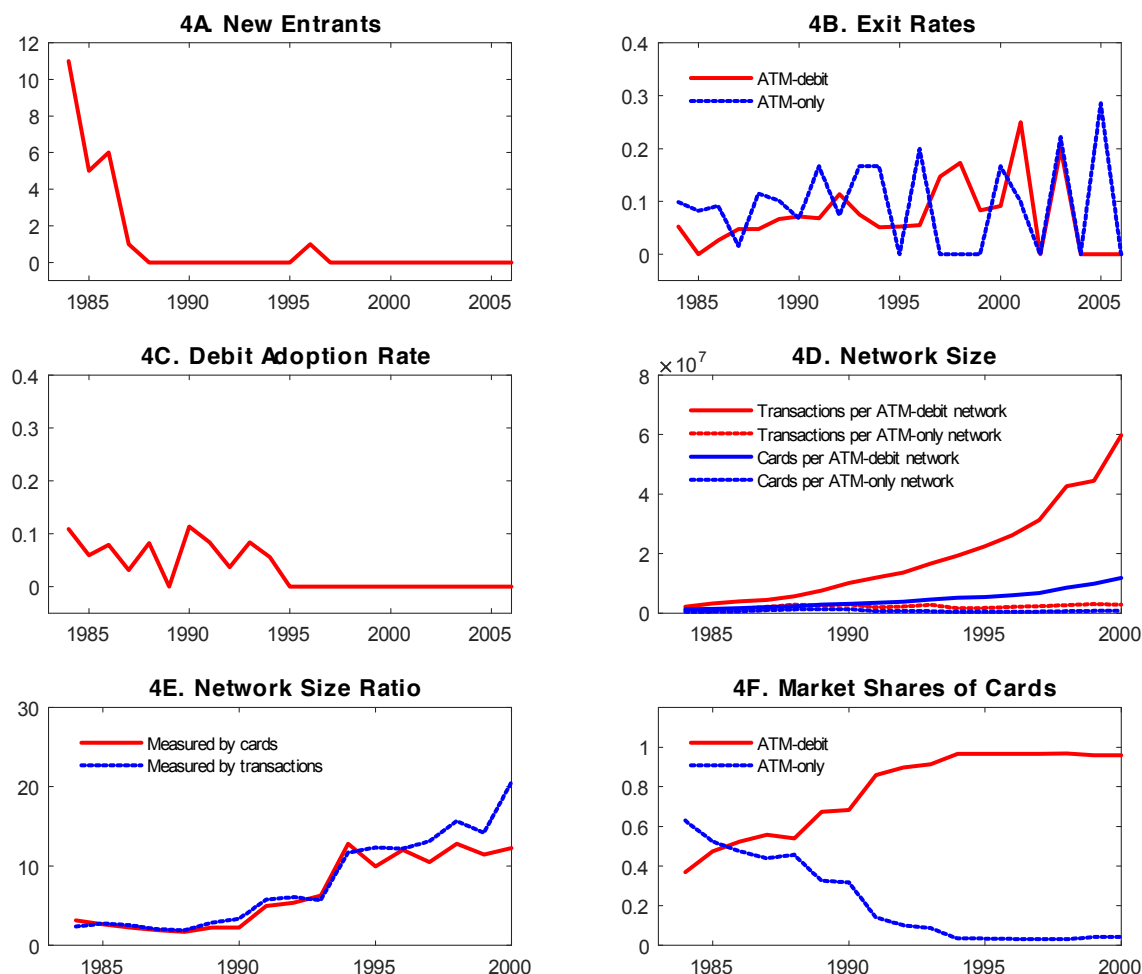 4A. New Entrants
12
10
8
6
4
2
0
1985 1990 1995 2000 2005
4B. Exit Rates
0.4
0.3
0.2
0.1
0
ATM-debit
ATM-only
1985 1990 1995 2000 2005
4C. Debit Adoption Rate
0.4
0.3
0.2
0.1
0
1985 1990 1995 2000 2005
4D. Network Size
×10^7
8
6
4
2
0
Transactions per ATM-debit network
Transactions per ATM-only network
Cards per ATM-debit network
Cards per ATM-only network
1985 1990 1995 2000
4E. Network Size Ratio
30
20
10
0
Measured by cards
Measured by transactions
1985 1990 1995 2000
4F. Market Shares of Cards
1
0.8
0.6
0.4
0.2
0
ATM-debit
ATM-only
1985 1990 1995 2000